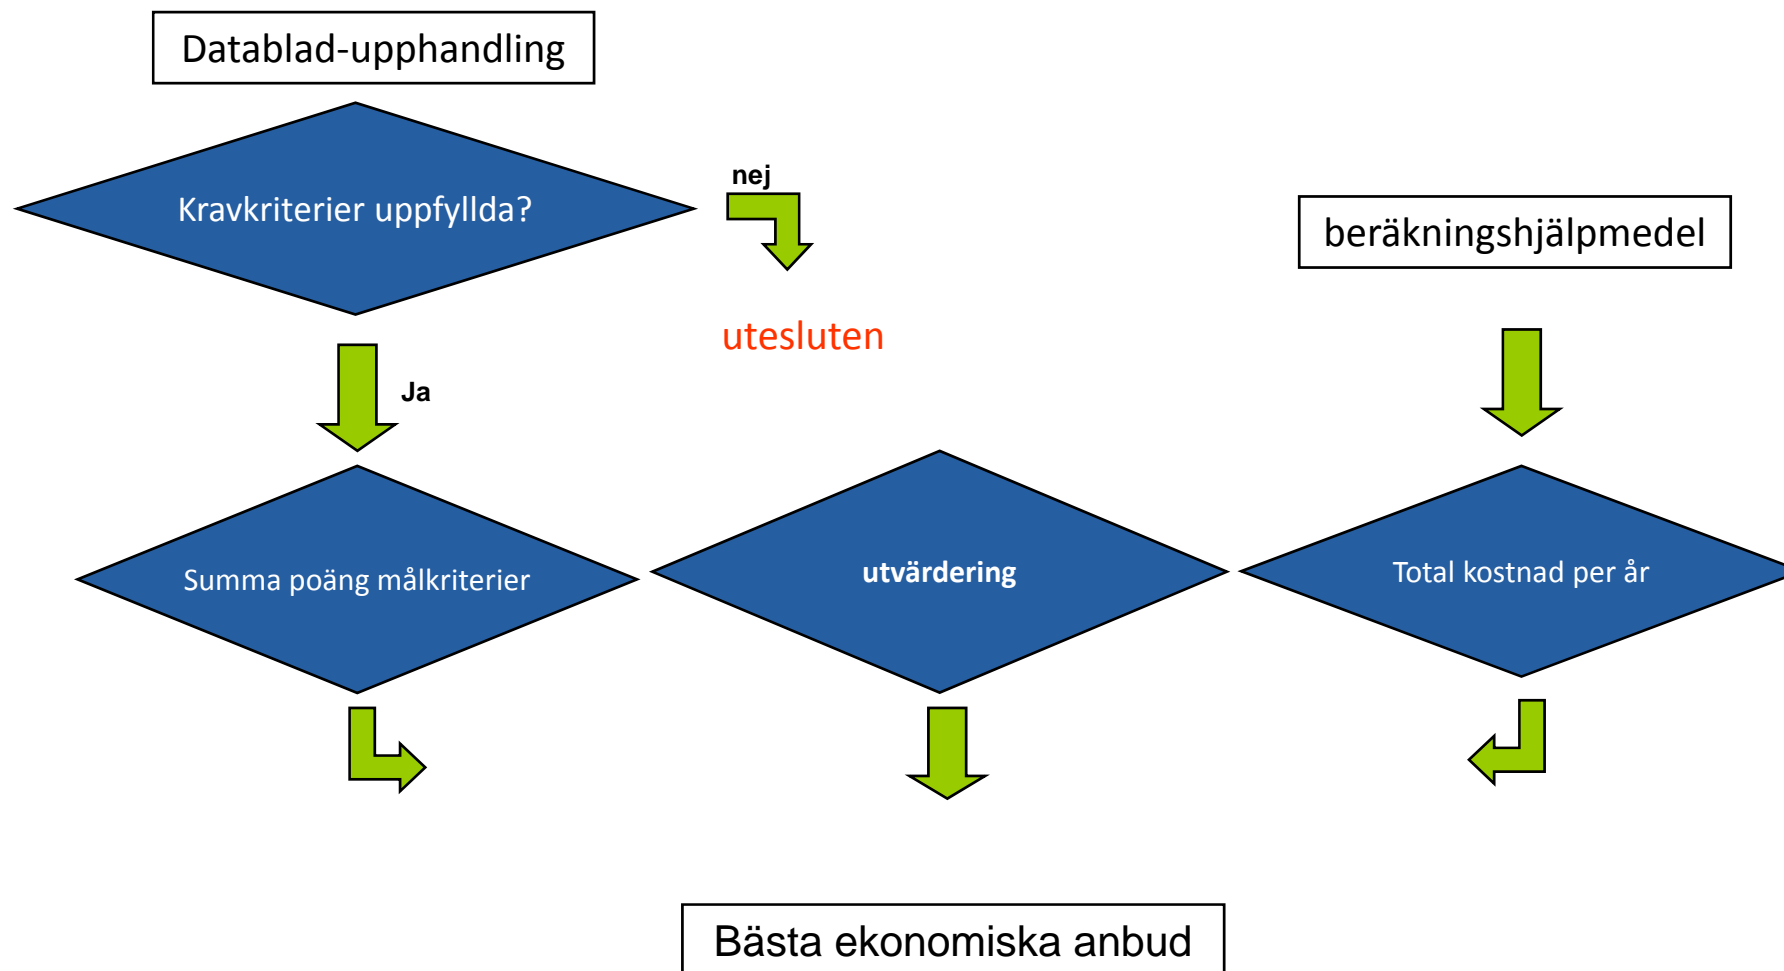 Datablad-upphandling
Kravkriterier uppfyllda?
nej
utesluten
beräkningshjälpmedel
Ja
Summa poäng målkriterier
utvärdering
Total kostnad per år
Bästa ekonomiska anbud